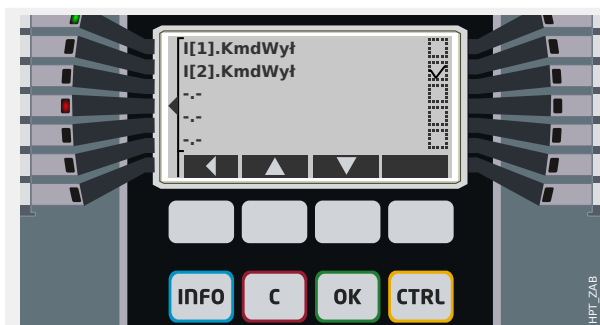 I[1].KmdWył
I[2].KmdWył
-.-
-.-
-.-
INFO
C
OK
CTRL
HPT_ZAB